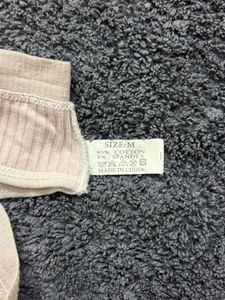 SIZE:M
95% COTTON
5% SPANDEX
MADE IN CHINA